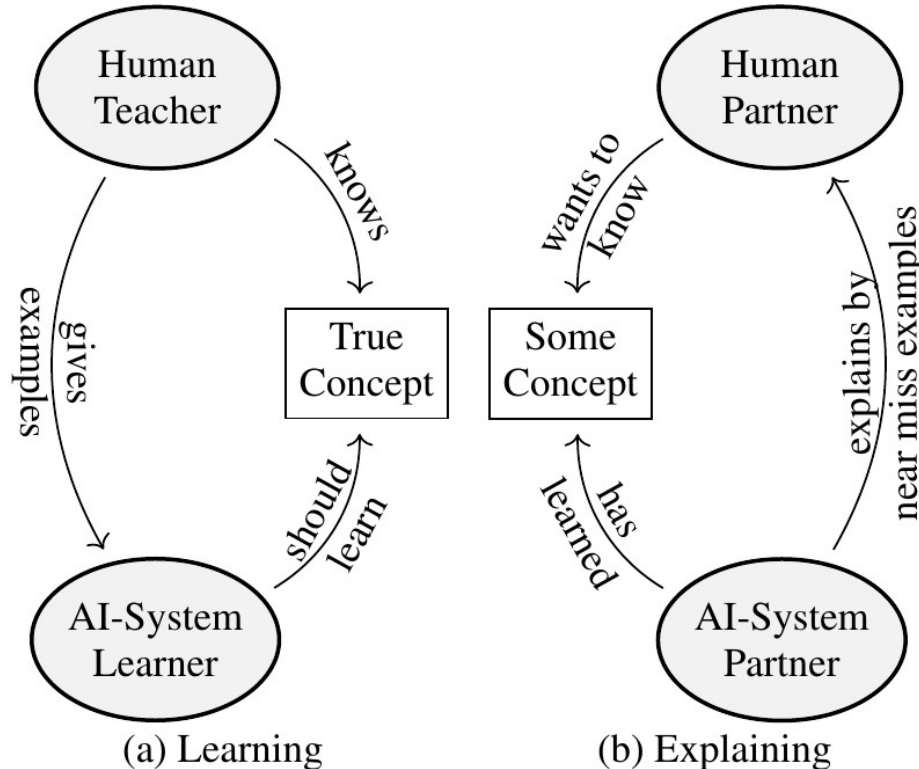 Human
Teacher
knows
gives
examples
True
Concept
should
learn
AI-System
Learner
(a) Learning
Human
Partner
wants to
know
Some
Concept
explains by
near miss examples
has
learned
AI-System
Partner
(b) Explaining